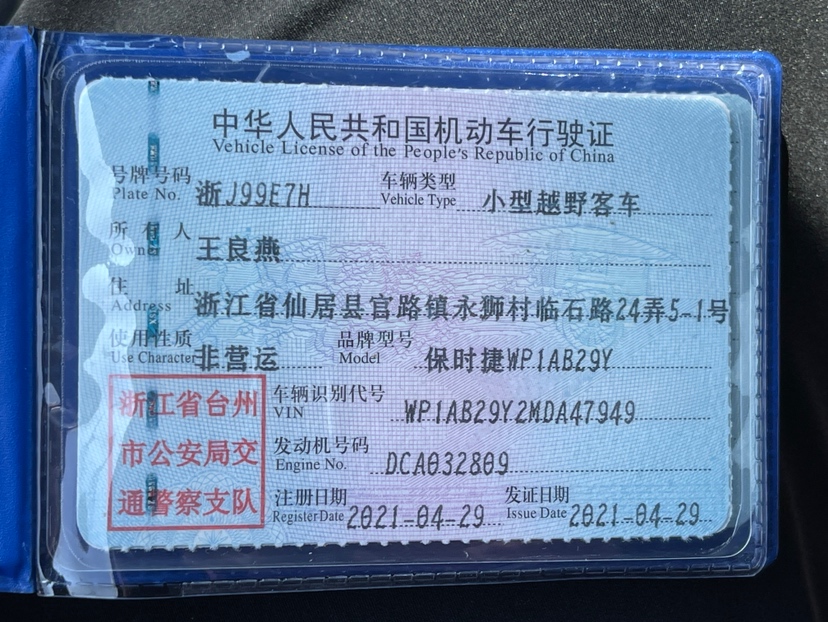 中华人民共和国机动车行驶证
Vehicle License of the People's Republic of China
号牌号码 浙J99E7H 车辆类型 小型越野客车
Plate No. Vehicle Type
所有人 王良燕
Owner
住址 浙江省仙居县官路镇永狮村临石路24弄5-1号
Address
使用性质 非营运 品牌型号 保时捷WP1AB29Y
Use Character Model
浙江省台州
市公安局交
通警察支队
车辆识别代号 WP1AB29Y2MDA47949
VIN
发动机号码 DCA032809
Engine No.
注册日期 2021-04-29 发证日期 2021-04-29
Register Date Issue Date